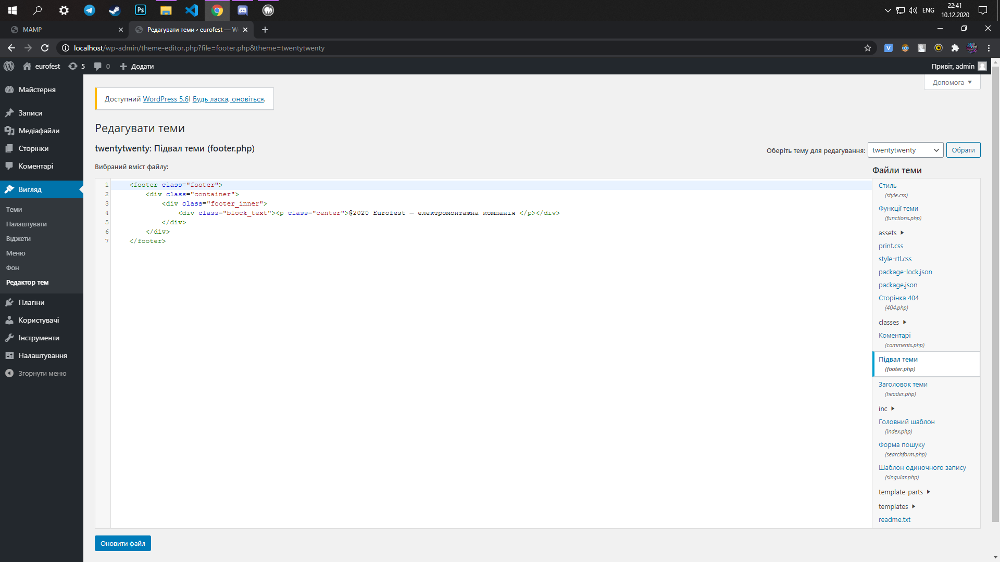 Ps
ENG
22:41
10.12.2020
MAMP
Редагувати теми ‹ eurofest — W
localhost/wp-admin/theme-editor.php?file=footer.php&theme=twentytwenty
V
eurofest
5
0
Додати
Привіт, admin
Допомога
Майстерня
Записи
Медіафайли
Сторінки
Коментарі
Вигляд
Теми
Налаштувати
Віджети
Меню
Фон
Редактор тем
Плагіни
Користувачі
Інструменти
Налаштування
Згорнути меню
Доступний WordPress 5.6! Будь ласка, оновіться.
Редагувати теми
twentytwenty: Підвал теми (footer.php)
Оберіть тему для редагування:
twentytwenty
Обрати
Вибраний вміст файлу:
1 <footer class="footer">
2 <div class="container">
3 <div class="footer_inner">
4 <div class="block_text"><p class="center">@2020 Eurofest — електромонтажна компанія </p></div>
5 </div>
6 </div>
7 </footer>
Файли теми
Стиль
(style.css)
Функції теми
(functions.php)
assets
print.css
style-rtl.css
package-lock.json
package.json
Сторінка 404
(404.php)
classes
Коментарі
(comments.php)
Підвал теми
(footer.php)
Заголовок теми
(header.php)
inc
Головний шаблон
(index.php)
Форма пошуку
(searchform.php)
Шаблон одиночного запису
(singular.php)
template-parts
templates
readme.txt
Оновити файл